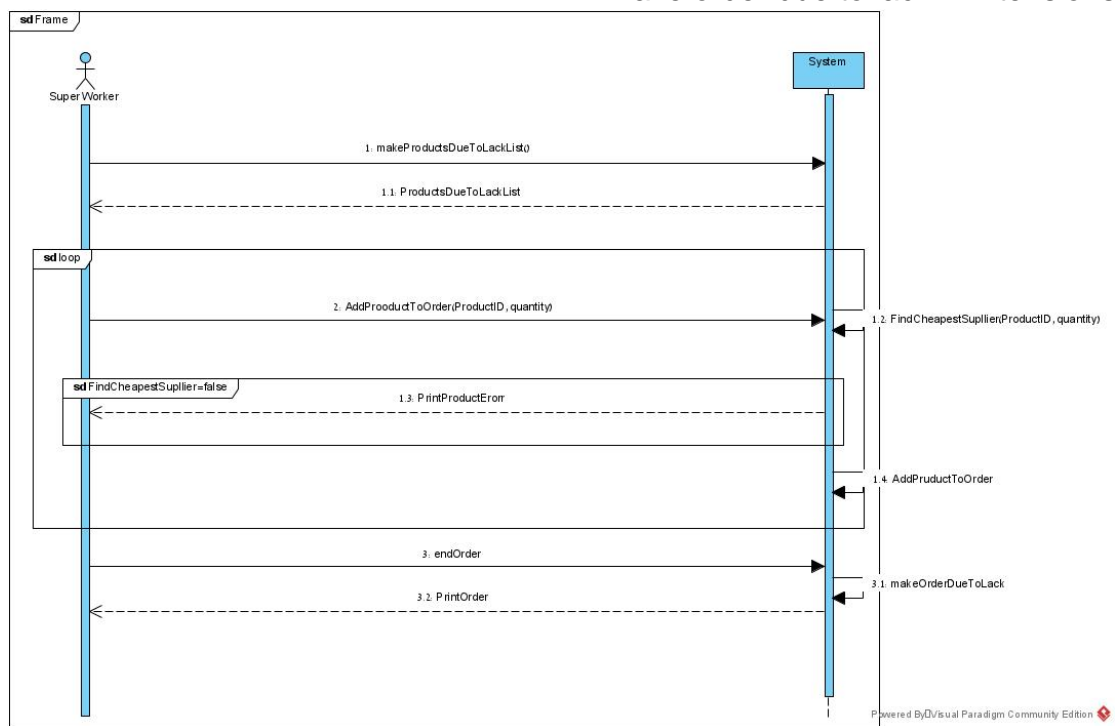 sd Frame
System
Super Worker
1: makeProductsDueToLackList()
1.1: ProductsDueToLackList
sd loop
2: AddProoductToOrder(ProductID, quantity)
1.2: FindCheapestSupllier(ProductID, quantity)
sd FindCheapestSupllier=false
1.3: PrintProductErorr
1.4: AddPruductToOrder
3: endOrder
3.1: makeOrderDueToLack
3.2: PrintOrder
Powered By Visual Paradigm Community Edition